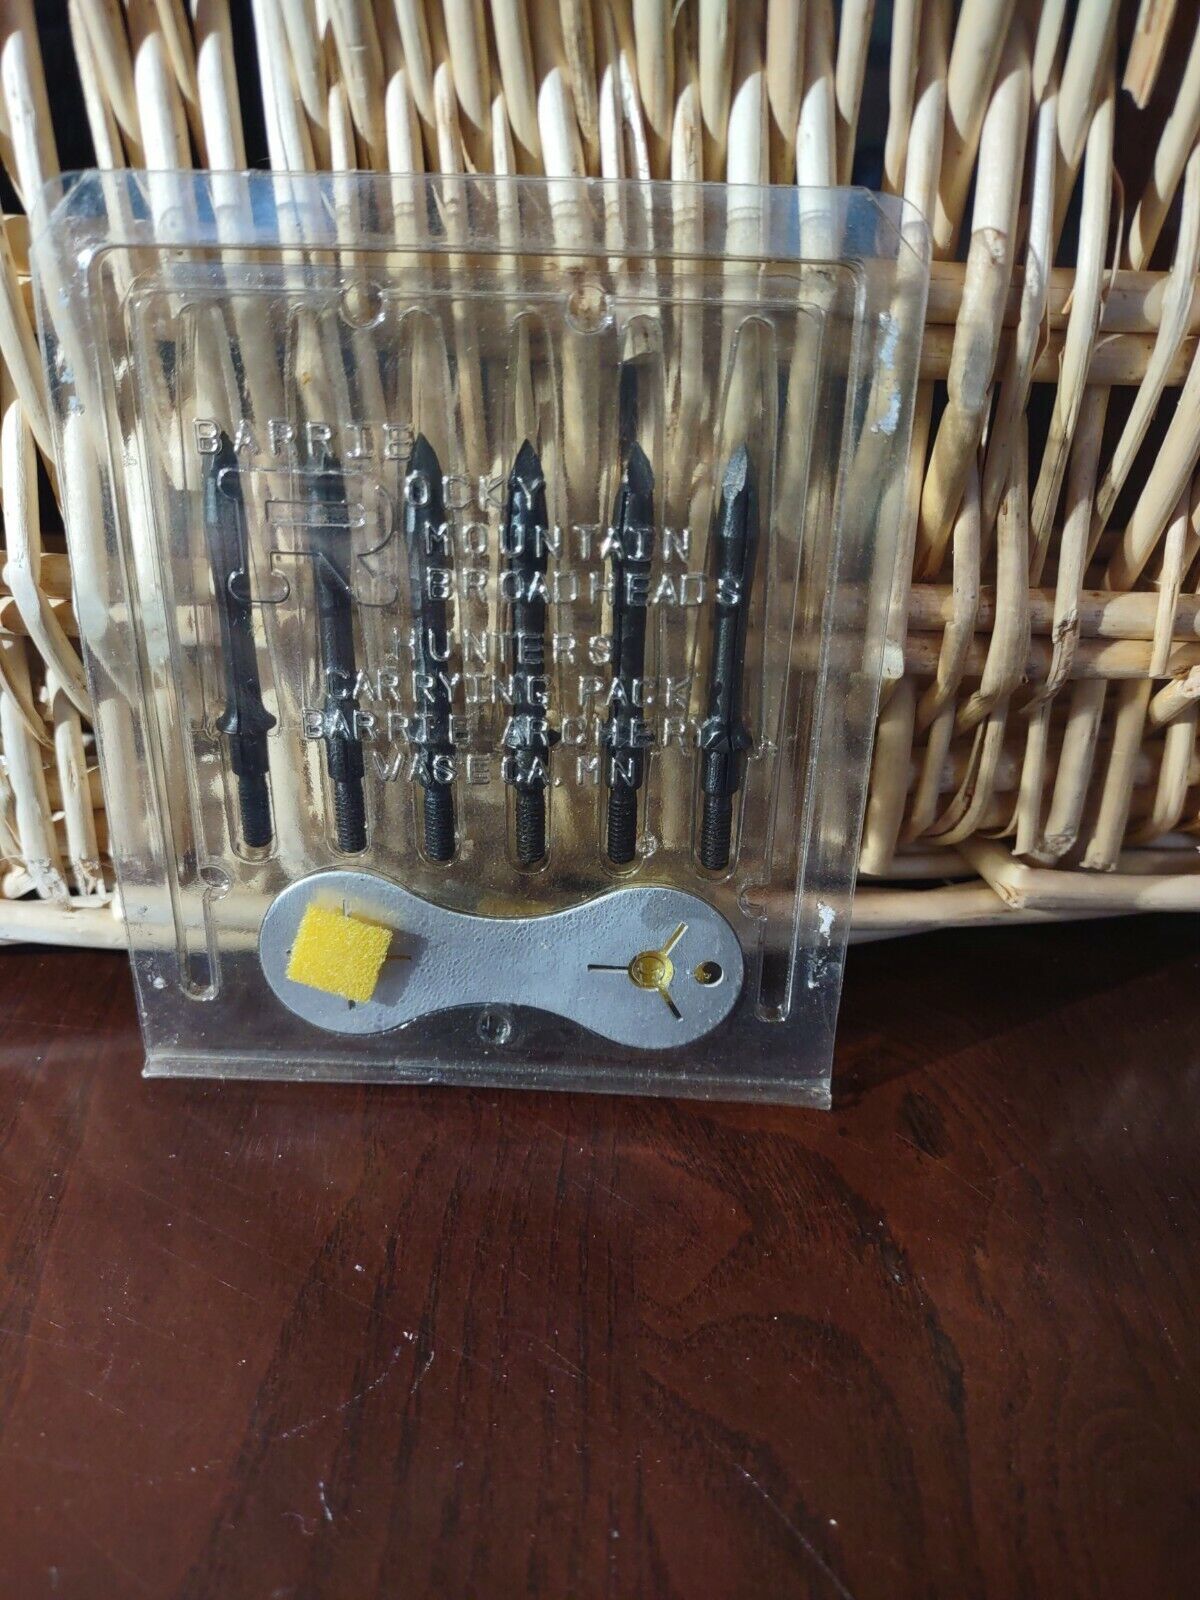 BARRIE
ROCKY
MOUNTAIN
BROADHEADS
HUNTERS
CARRYING PACK
BARRIE ARCHERY
WASECA, MN